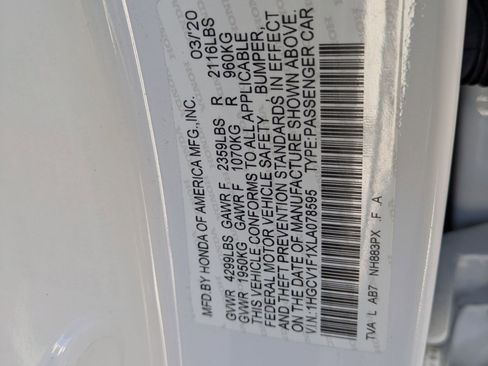 MFD BY HONDA OF AMERICA MFG.,INC. 03/'20
GVWR 4299LBS GAWR F 2359LBS R 2116LBS
GVWR 1950KG GAWR F 1070KG R 960KG
THIS VEHICLE CONFORMS TO ALL APPLICABLE
FEDERAL MOTOR VEHICLE SAFETY , BUMPER,
AND THEFT PREVENTION STANDARDS IN EFFECT
ON THE DATE OF MANUFACTURE SHOWN ABOVE.
V.I.N.:1HGCV1F1XLA078595 TYPE:PASSENGER CAR
TVA L AB7 NH883PX F A